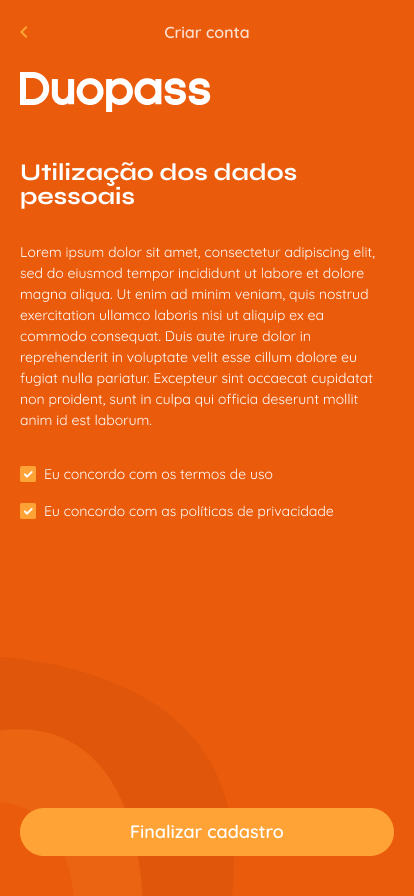 Criar conta
Duopass
Utilização dos dados
pessoais
Lorem ipsum dolor sit amet, consectetur adipiscing elit,
sed do eiusmod tempor incididunt ut labore et dolore
magna aliqua. Ut enim ad minim veniam, quis nostrud
exercitation ullamco laboris nisi ut aliquip ex ea
commodo consequat. Duis aute irure dolor in
reprehenderit in voluptate velit esse cillum dolore eu
fugiat nulla pariatur. Excepteur sint occaecat cupidatat
non proident, sunt in culpa qui officia deserunt mollit
anim id est laborum.
Eu concordo com os termos de uso
Eu concordo com as políticas de privacidade
Finalizar cadastro